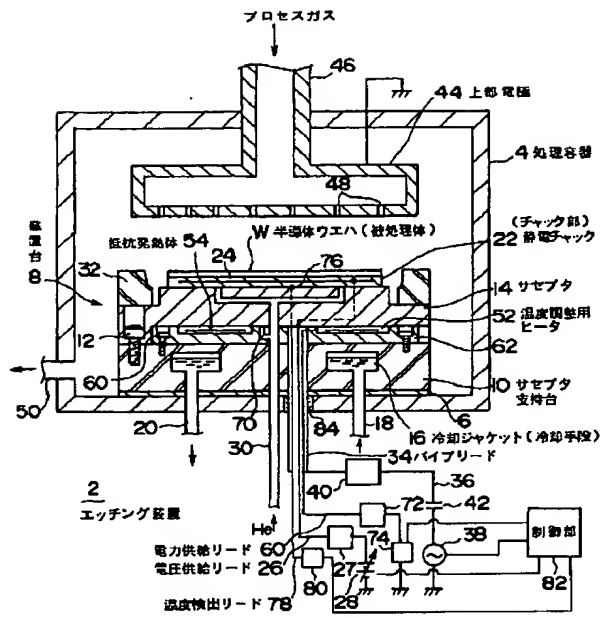 プロセスガス
46
44 上部電極
4 処理容器
48
W 半導体ウエハ(被処理体)
(チャック部)
22 静電チャック
抵抗発熱体 54
24
76
載置台
8
32
14 サセプタ
52 温度調整用
ヒータ
12
62
60
10 サセプタ
支持台
50
70
84
6
20
30
18
16 冷却ジャケット(冷却手段)
34 パイプリード
36
40
42
2
エッチング装置
He
72
74
38
制御部
82
電力供給リード 60
電圧供給リード 26
27
28
80
温度検出リード 78